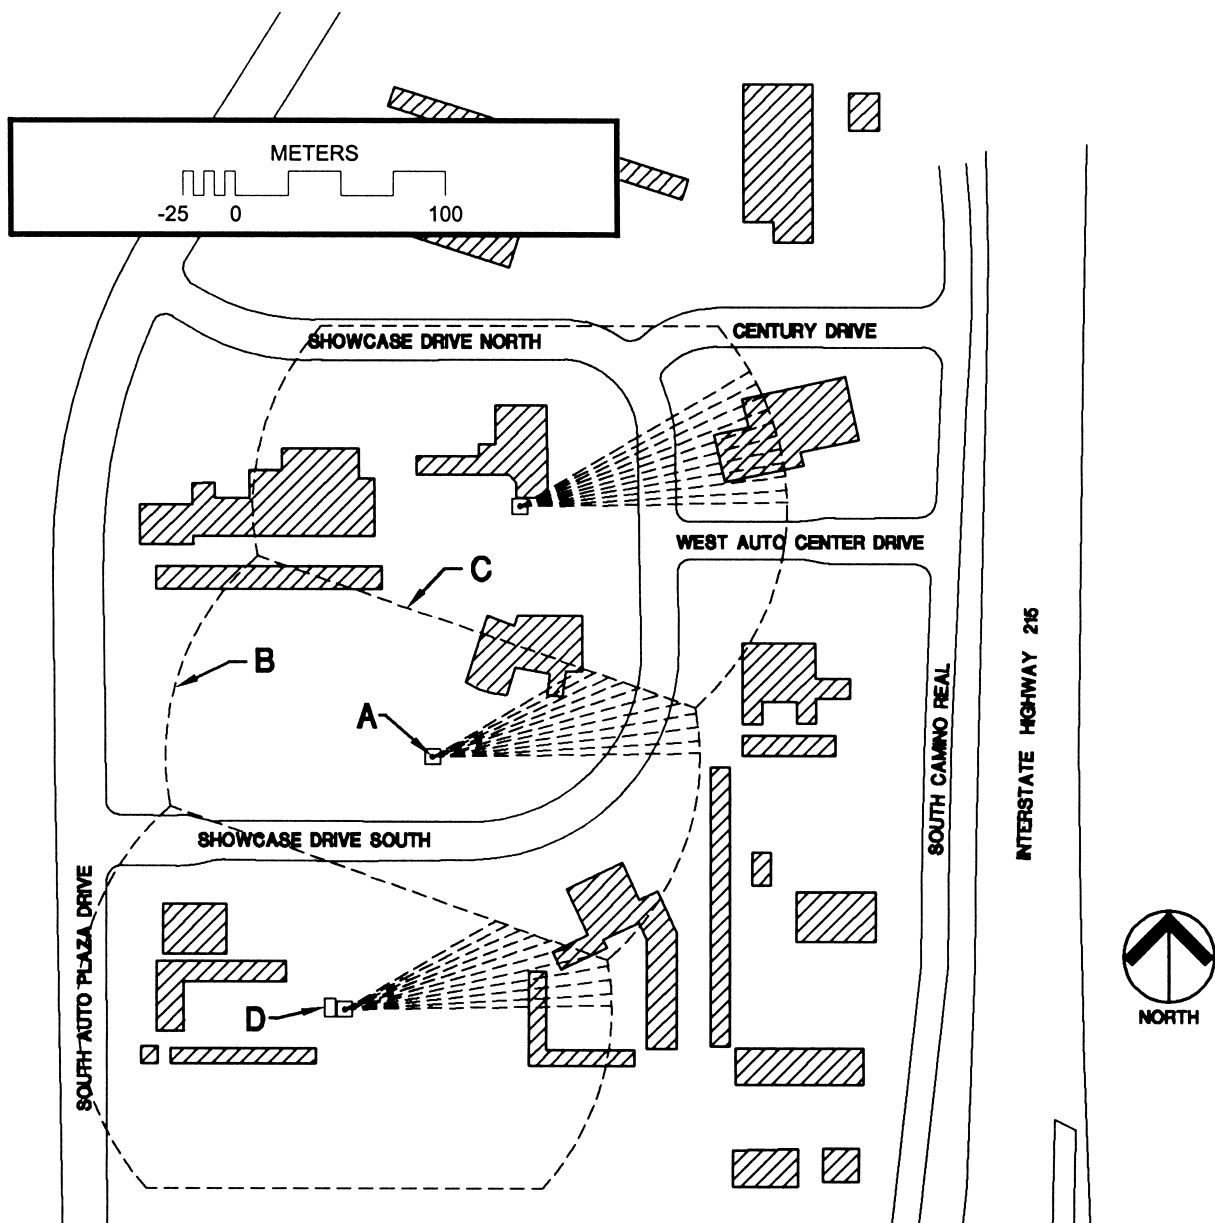 METERS
-25 0 100
CENTURY DRIVE
SHOWCASE DRIVE NORTH
WEST AUTO CENTER DRIVE
C
B
A
INTERSTATE HIGHWAY 215
SOUTH CAMINO REAL
SHOWCASE DRIVE SOUTH
SOUTH AUTO PLAZA DRIVE
D
NORTH